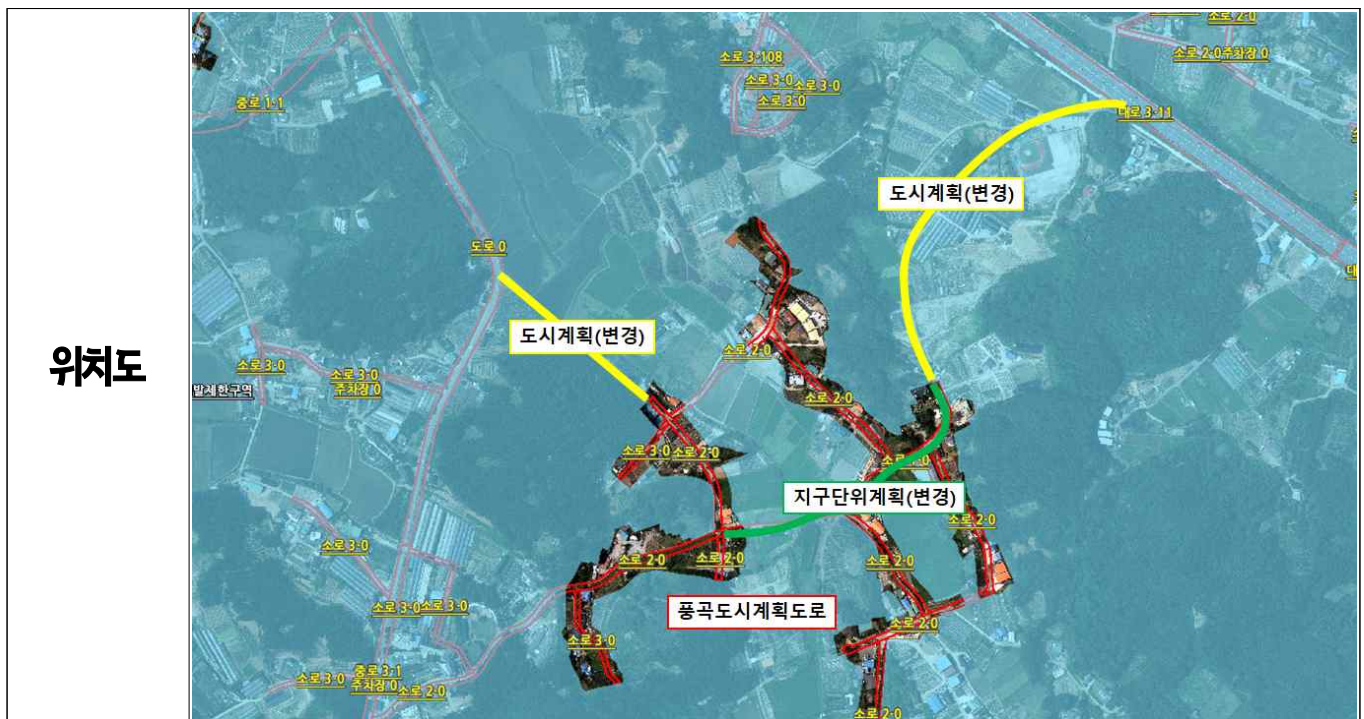 위치도
소로 2-0
소로 3-108
소로 2-0주차장 0
소로 3-0소로 3-0
소로 3-0
중로 1-1
대로 3-11
도시계획(변경)
도로 0
도시계획(변경)
소로 2-0
소로 3-0
소로 3-0
주차장 0
발제한구역
소로 2-0
소로 3-0
소로 2-0
지구단위계획(변경)
소로 2-0
소로 3-0
소로 2-0
소로 2-0
소로 2-0
소로 3-0소로 3-0
풍곡도시계획도로
소로 2-0
소로 3-0
중로 3-1
소로 3-0
주차장 0
소로 2-0
소로 2-0